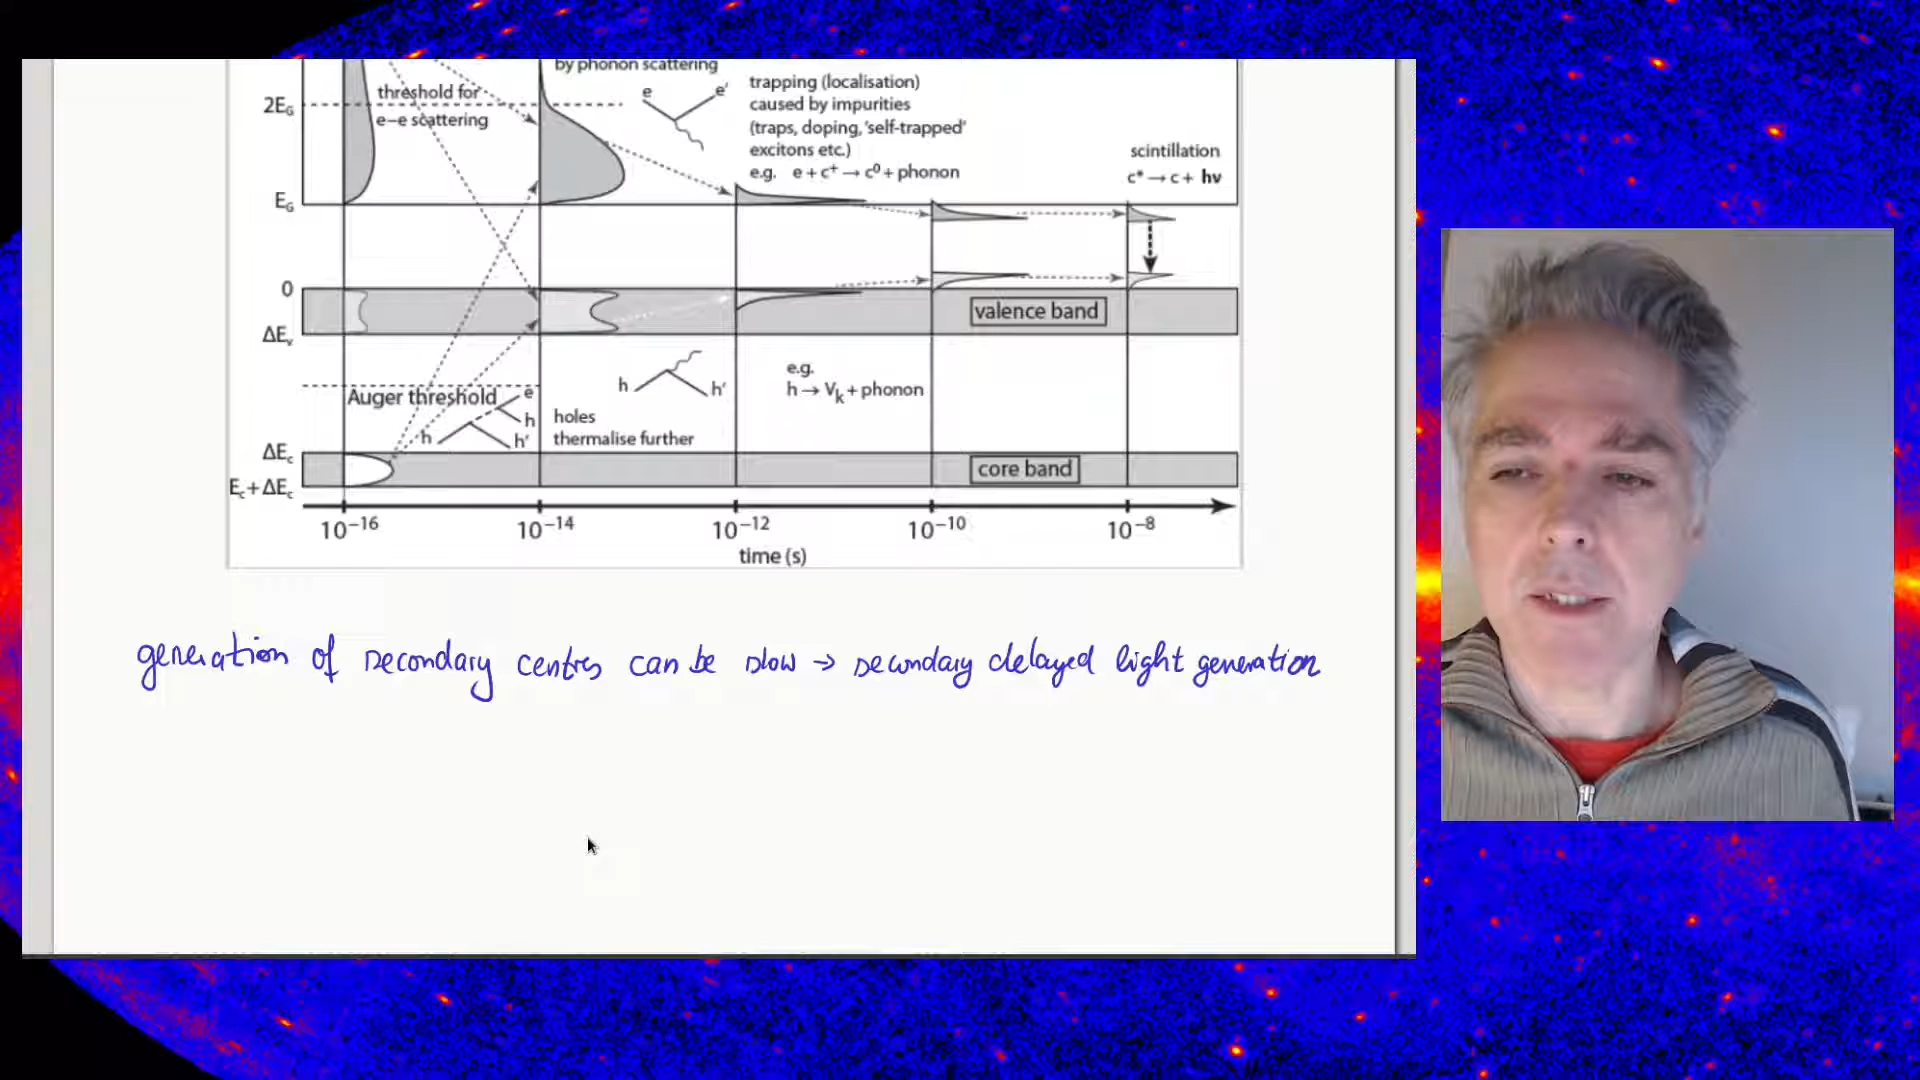 by phonon scattering
threshold for
e–e scattering
2E_G
e e'
trapping (localisation)
caused by impurities
(traps, doping, 'self-trapped'
excitons etc.)
e.g. e + c⁺ → c⁰ + phonon
scintillation
c* → c + hν
E_G
0
valence band
ΔE_v
h h'
e.g.
h → V_k + phonon
Auger threshold
e
h
h h'
holes
thermalise further
ΔE_c
core band
E_c + ΔE_c
10⁻¹⁶ 10⁻¹⁴ 10⁻¹² 10⁻¹⁰ 10⁻⁸
time (s)
generation of secondary centres can be slow → secundary delayed light generation